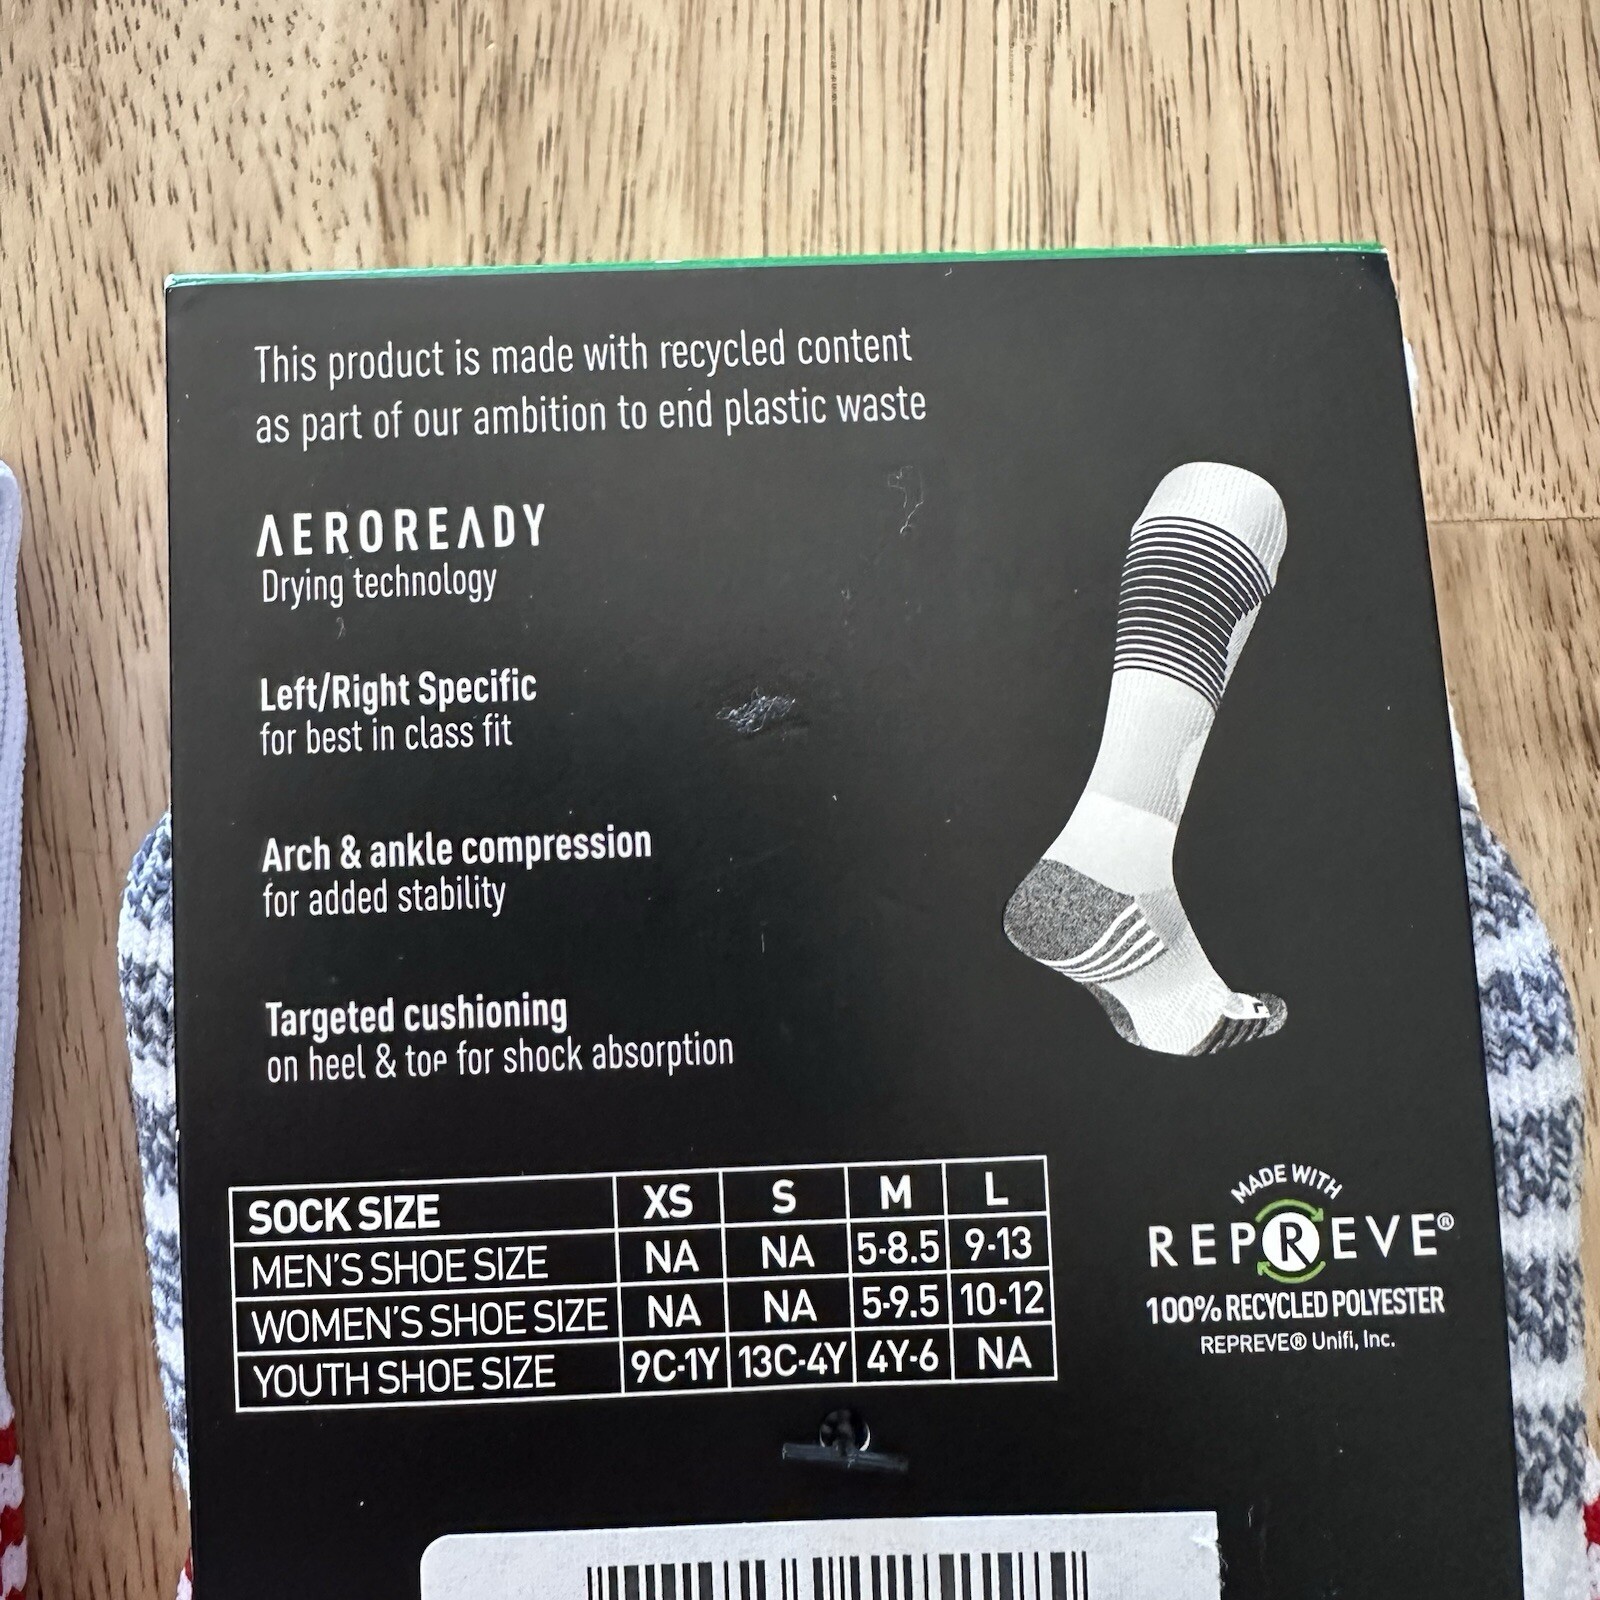 This product is made with recycled content
as part of our ambition to end plastic waste
AEROREADY
Drying technology
Left/Right Specific
for best in class fit
Arch & ankle compression
for added stability
Targeted cushioning
on heel & toe for shock absorption
SOCK SIZE XS S M L
MEN'S SHOE SIZE NA NA 5-8.5 9-13
WOMEN'S SHOE SIZE NA NA 5-9.5 10-12
YOUTH SHOE SIZE 9C-1Y 13C-4Y 4Y-6 NA
MADE WITH
REPREVE®
100% RECYCLED POLYESTER
REPREVE® Unifi, Inc.